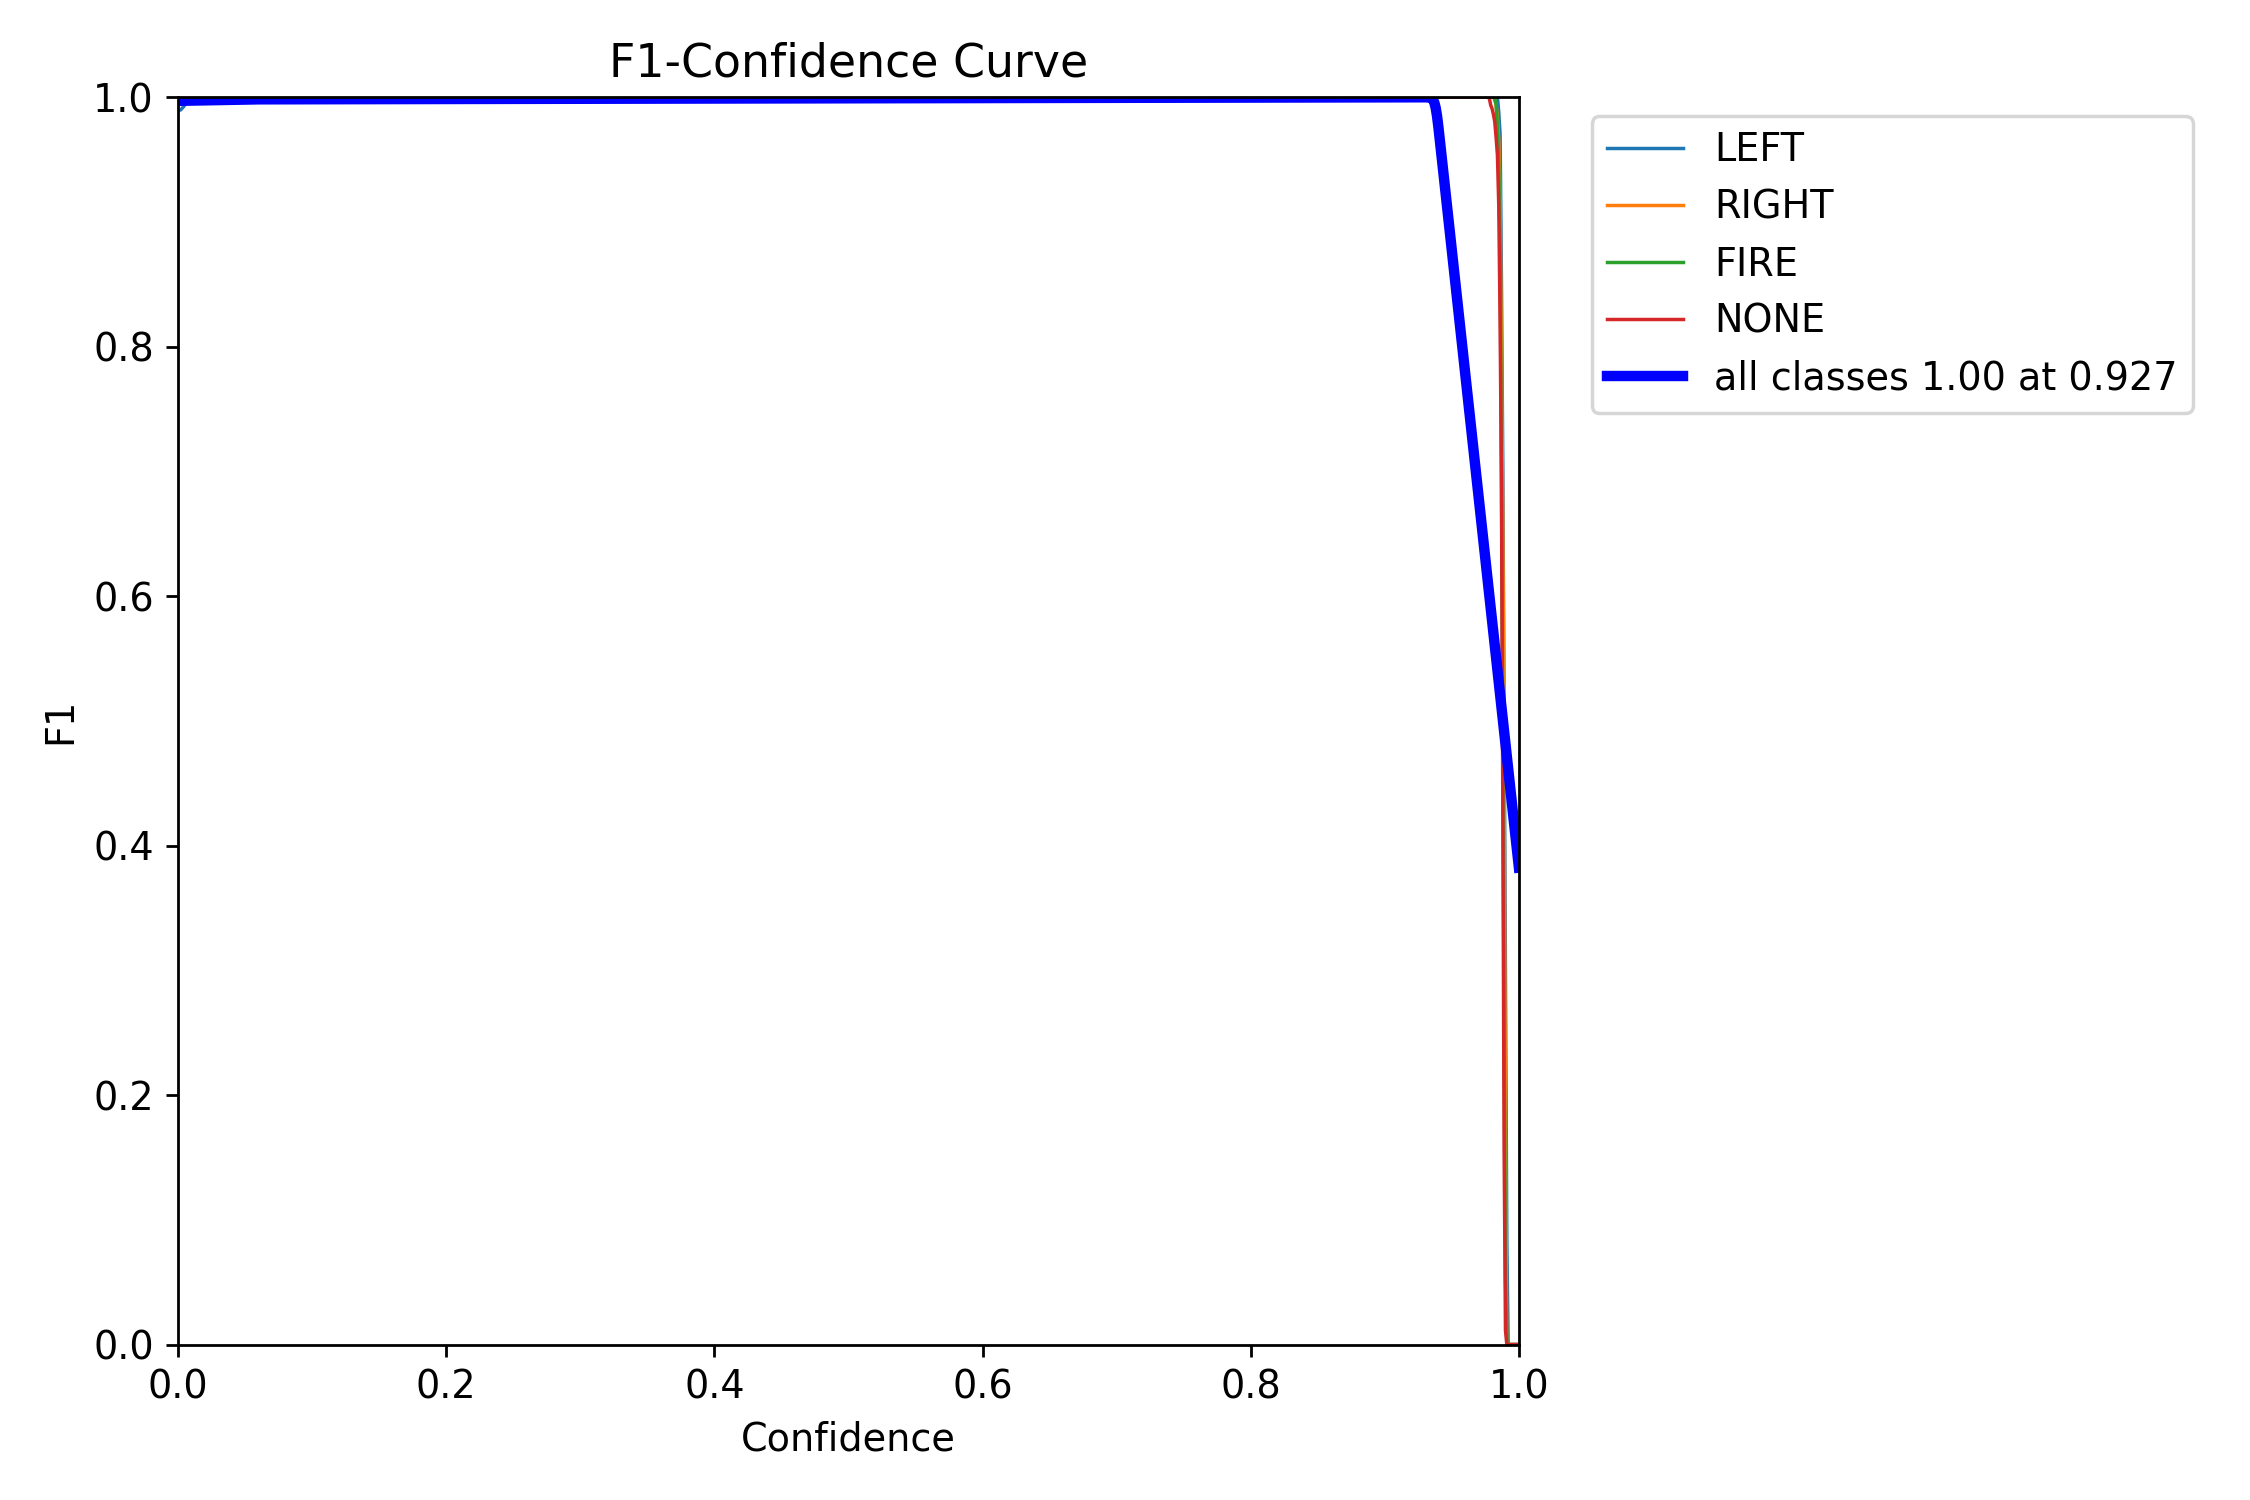 F1-Confidence Curve
1.0
0.8
0.6
0.4
0.2
0.0
F1
0.0 0.2 0.4 0.6 0.8 1.0
Confidence
LEFT
RIGHT
FIRE
NONE
all classes 1.00 at 0.927